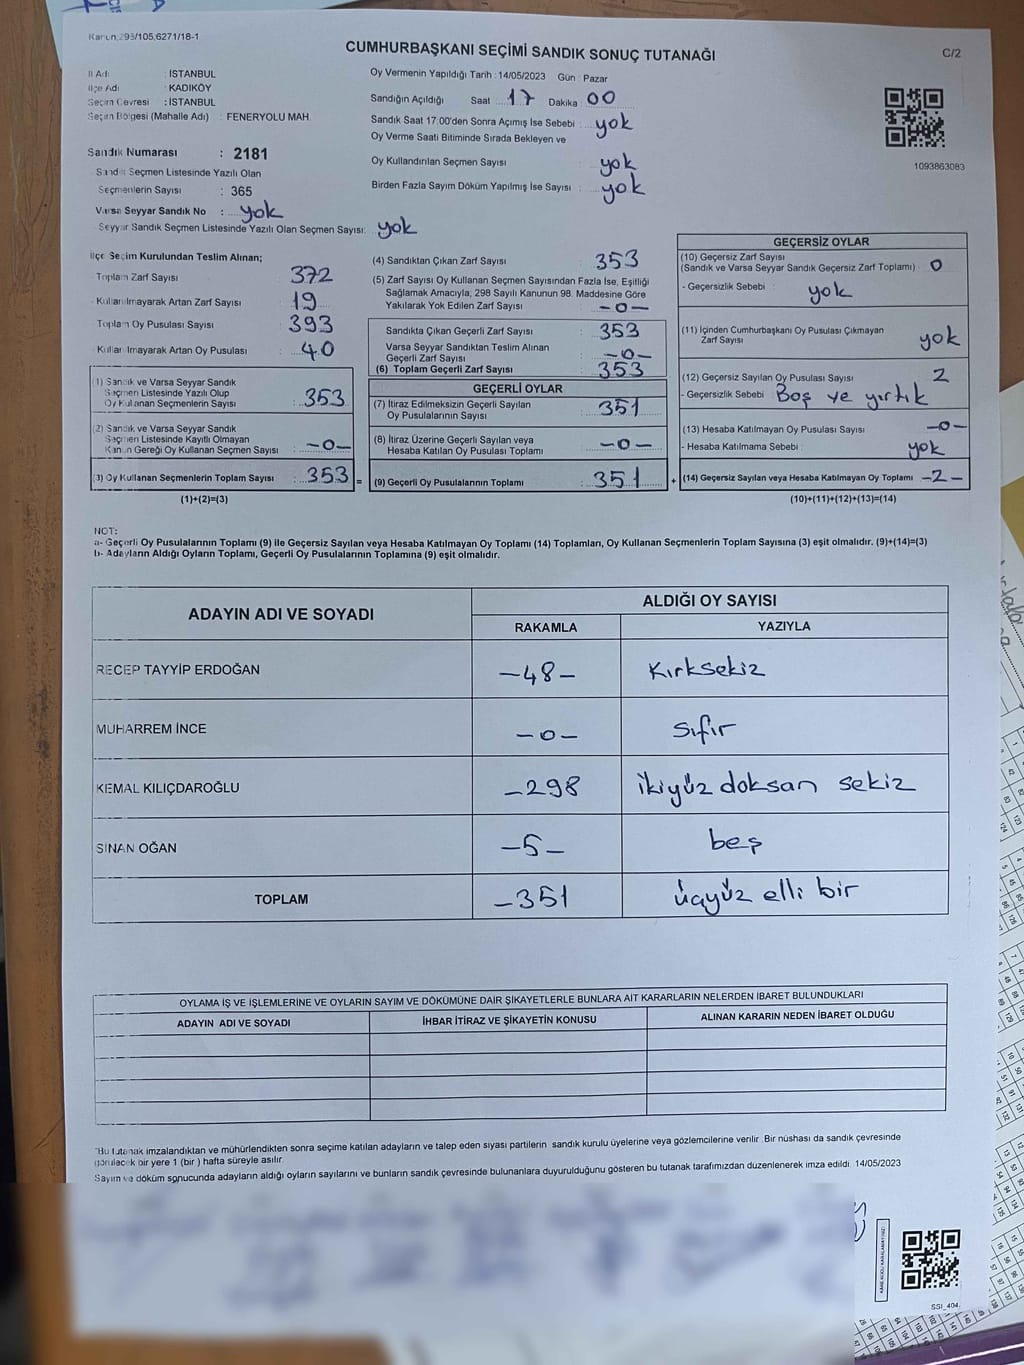 Kanun,298/105,6271/18-1
CUMHURBAŞKANI SEÇİMİ SANDIK SONUÇ TUTANAĞI
C/2
İl Adı : İSTANBUL
İlçe Adı : KADIKÖY
Seçim Çevresi : İSTANBUL
Seçim Bölgesi (Mahalle Adı) : FENERYOLU MAH.
Sandık Numarası : 2181
Sandık Seçmen Listesinde Yazılı Olan
Seçmenlerin Sayısı : 365
Varsa Seyyar Sandık No : yok
Seyyar Sandık Seçmen Listesinde Yazılı Olan Seçmen Sayısı: yok
Oy Vermenin Yapıldığı Tarih : 14/05/2023 Gün : Pazar
Sandığın Açıldığı Saat 17 Dakika 00
Sandık Saat 17.00'den Sonra Açımış İse Sebebi : yok
Oy Verme Saati Bitiminde Sırada Bekleyen ve
Oy Kullandırılan Seçmen Sayısı yok
Birden Fazla Sayım Döküm Yapılmış İse Sayısı : yok
1093863083
İlçe Seçim Kurulundan Teslim Alınan;
Toplam Zarf Sayısı : 372
Kullanılmayarak Artan Zarf Sayısı : 19
Toplam Oy Pusulası Sayısı : 393
Kullanılmayarak Artan Oy Pusulası : 40
(1) Sandık ve Varsa Seyyar Sandık
Seçmen Listesinde Yazılı Olup
Oy Kullanan Seçmenlerin Sayısı : 353
(2) Sandık ve Varsa Seyyar Sandık
Seçmen Listesinde Kayıtlı Olmayan
Kanun Gereği Oy Kullanan Seçmen Sayısı : -0-
(3) Oy Kullanan Seçmenlerin Toplam Sayısı : 353 =
(1)+(2)=(3)
(4) Sandıktan Çıkan Zarf Sayısı : 353
(5) Zarf Sayısı Oy Kullanan Seçmen Sayısından Fazla İse, Eşitliği
Sağlamak Amacıyla, 298 Sayılı Kanunun 98. Maddesine Göre
Yakılarak Yok Edilen Zarf Sayısı : -0-
Sandıkta Çıkan Geçerli Zarf Sayısı : 353
Varsa Seyyar Sandıktan Teslim Alınan
Geçerli Zarf Sayısı : -0-
(6) Toplam Geçerli Zarf Sayısı : 353
GEÇERLİ OYLAR
(7) İtiraz Edilmeksizin Geçerli Sayılan
Oy Pusulalarının Sayısı : 351
(8) İtiraz Üzerine Geçerli Sayılan veya
Hesaba Katılan Oy Pusulası Toplamı : -0-
(9) Geçerli Oy Pusulalarının Toplamı : 351 +
GEÇERSİZ OYLAR
(10) Geçersiz Zarf Sayısı
(Sandık ve Varsa Seyyar Sandık Geçersiz Zarf Toplamı) : 0
- Geçersizlik Sebebi : yok
(11) İçinden Cumhurbaşkanı Oy Pusulası Çıkmayan
Zarf Sayısı : yok
(12) Geçersiz Sayılan Oy Pusulası Sayısı : 2
- Geçersizlik Sebebi : Boş ve yırtık
(13) Hesaba Katılmayan Oy Pusulası Sayısı : -0-
- Hesaba Katılmama Sebebi : yok
(14) Geçersiz Sayılan veya Hesaba Katılmayan Oy Toplamı : -2-
(10)+(11)+(12)+(13)=(14)
NOT:
a- Geçerli Oy Pusulalarının Toplamı (9) ile Geçersiz Sayılan veya Hesaba Katılmayan Oy Toplamı (14) Toplamları, Oy Kullanan Seçmenlerin Toplam Sayısına (3) eşit olmalıdır. (9)+(14)=(3)
b- Adayların Aldığı Oyların Toplamı, Geçerli Oy Pusulalarının Toplamına (9) eşit olmalıdır.
ADAYIN ADI VE SOYADI ALDIĞI OY SAYISI
RAKAMLA YAZIYLA
RECEP TAYYİP ERDOĞAN -48- Kırksekiz
MUHARREM İNCE -0- Sıfır
KEMAL KILIÇDAROĞLU -298 İkiyüz doksan sekiz
SİNAN OĞAN -5- beş
TOPLAM -351 üçyüz elli bir
OYLAMA İŞ VE İŞLEMLERİNE VE OYLARIN SAYIM VE DÖKÜMÜNE DAİR ŞİKAYETLERLE BUNLARA AİT KARARLARIN NELERDEN İBARET BULUNDUKLARI
ADAYIN ADI VE SOYADI İHBAR İTİRAZ VE ŞİKAYETİN KONUSU ALINAN KARARIN NEDEN İBARET OLDUĞU
*Bu tutanak imzalandıktan ve mühürlendikten sonra seçime katılan adayların ve talep eden siyasi partilerin sandık kurulu üyelerine veya gözlemcilerine verilir. Bir nüshası da sandık çevresinde
görülecek bir yere 1 (bir ) hafta süreyle asılır.
Sayım ve döküm sonucunda adayların aldığı oyların sayılarını ve bunların sandık çevresinde bulunanlara duyurulduğunu gösteren bu tutanak tarafımızdan düzenlenerek imza edildi. 14/05/2023
SSİ_404